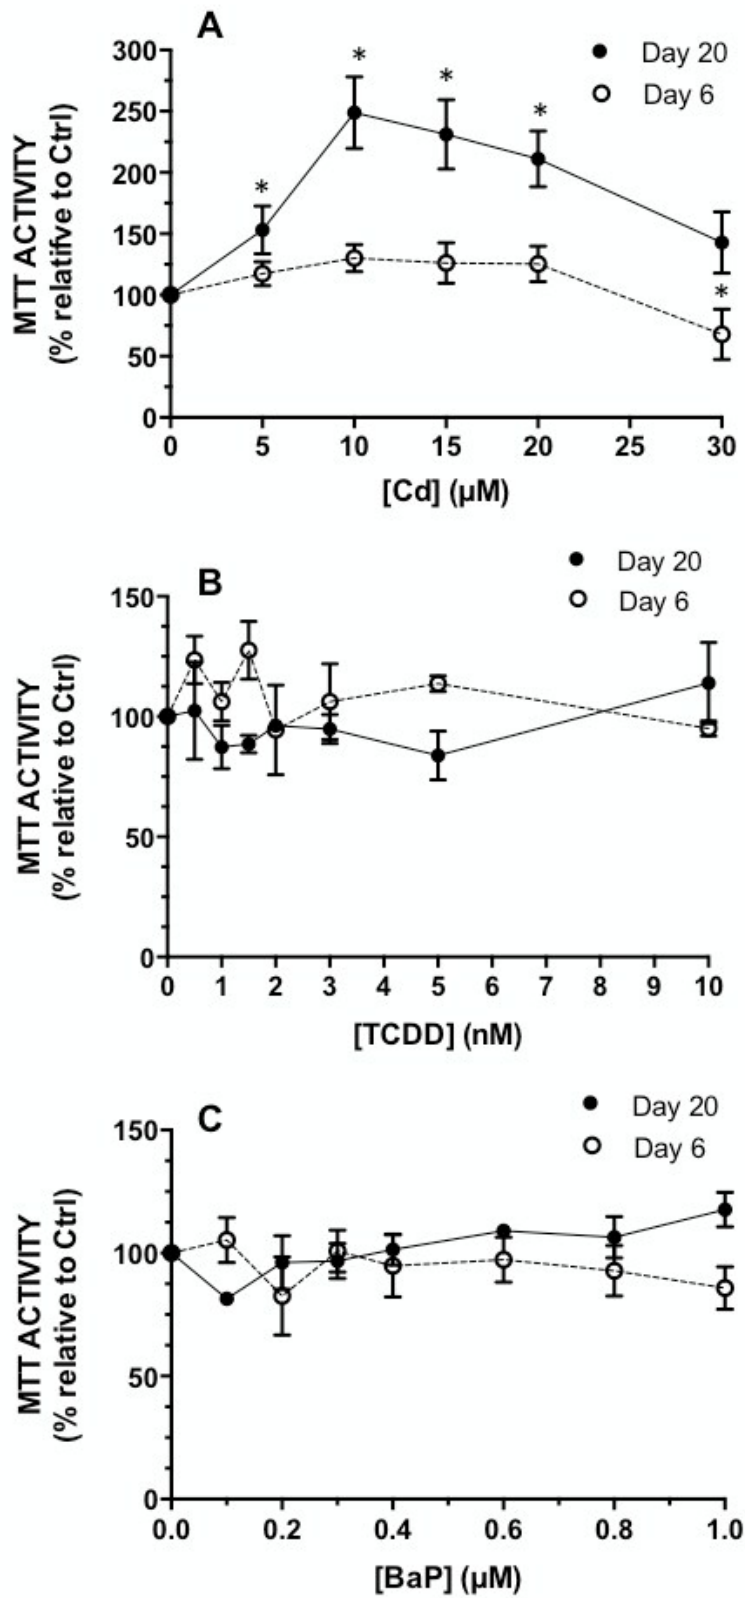 A
300
250
200
150
100
50
0
MTT ACTIVITY
(% relatifve to Ctrl)
Day 20
Day 6
*
*
*
*
*
0 5 10 15 20 25 30
[Cd] (µM)
B
150
100
50
0
MTT ACTIVITY
(% relative to Ctrl)
Day 20
Day 6
0 1 2 3 4 5 6 7 8 9 10
[TCDD] (nM)
C
150
100
50
0
MTT ACTIVITY
(% relative to Ctrl)
Day 20
Day 6
0.0 0.2 0.4 0.6 0.8 1.0
[BaP] (µM)